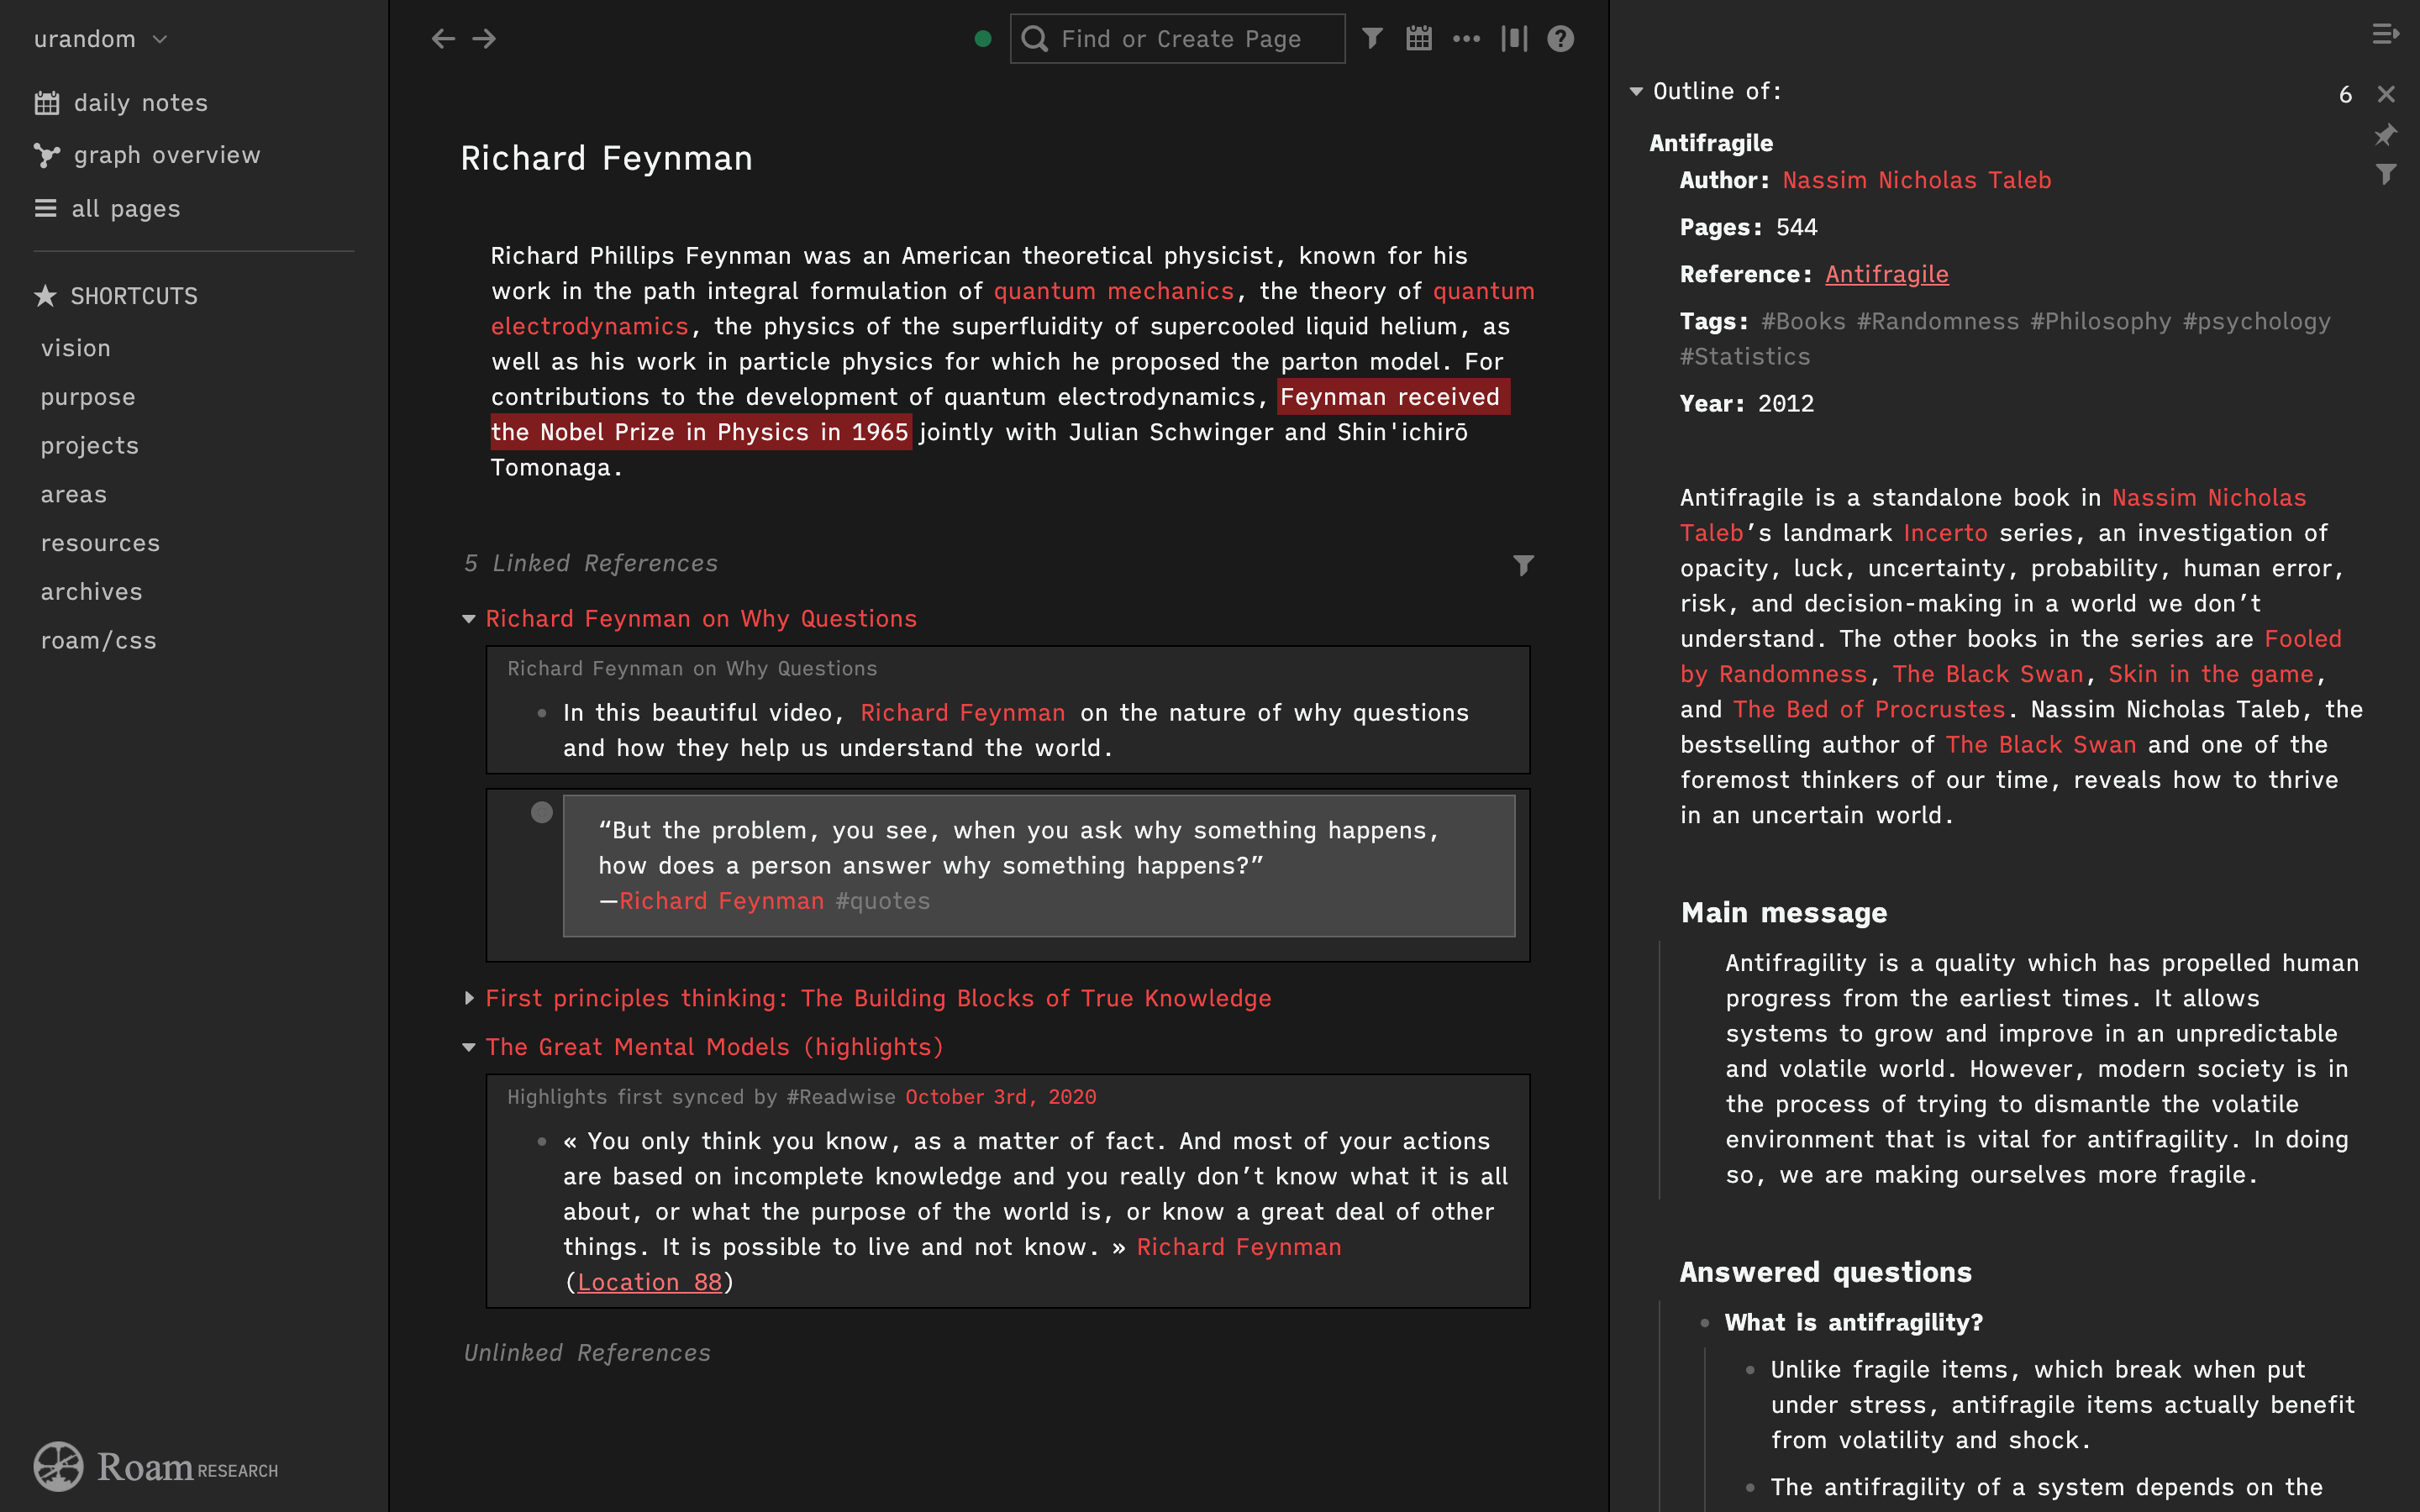 urandom
daily notes
graph overview
all pages
SHORTCUTS
vision
purpose
projects
areas
resources
archives
roam/css
Roam RESEARCH
Find or Create Page
Richard Feynman
Richard Phillips Feynman was an American theoretical physicist, known for his
work in the path integral formulation of quantum mechanics, the theory of quantum
electrodynamics, the physics of the superfluidity of supercooled liquid helium, as
well as his work in particle physics for which he proposed the parton model. For
contributions to the development of quantum electrodynamics, Feynman received
the Nobel Prize in Physics in 1965 jointly with Julian Schwinger and Shin'ichirō
Tomonaga.
5 Linked References
Richard Feynman on Why Questions
Richard Feynman on Why Questions
In this beautiful video, Richard Feynman on the nature of why questions
and how they help us understand the world.
“But the problem, you see, when you ask why something happens,
how does a person answer why something happens?”
—Richard Feynman #quotes
First principles thinking: The Building Blocks of True Knowledge
The Great Mental Models (highlights)
Highlights first synced by #Readwise October 3rd, 2020
« You only think you know, as a matter of fact. And most of your actions
are based on incomplete knowledge and you really don’t know what it is all
about, or what the purpose of the world is, or know a great deal of other
things. It is possible to live and not know. » Richard Feynman
(Location 88)
Unlinked References
Outline of:
6
Antifragile
Author: Nassim Nicholas Taleb
Pages: 544
Reference: Antifragile
Tags: #Books #Randomness #Philosophy #psychology
#Statistics
Year: 2012
Antifragile is a standalone book in Nassim Nicholas
Taleb’s landmark Incerto series, an investigation of
opacity, luck, uncertainty, probability, human error,
risk, and decision-making in a world we don’t
understand. The other books in the series are Fooled
by Randomness, The Black Swan, Skin in the game,
and The Bed of Procrustes. Nassim Nicholas Taleb, the
bestselling author of The Black Swan and one of the
foremost thinkers of our time, reveals how to thrive
in an uncertain world.
Main message
Antifragility is a quality which has propelled human
progress from the earliest times. It allows
systems to grow and improve in an unpredictable
and volatile world. However, modern society is in
the process of trying to dismantle the volatile
environment that is vital for antifragility. In doing
so, we are making ourselves more fragile.
Answered questions
What is antifragility?
Unlike fragile items, which break when put
under stress, antifragile items actually benefit
from volatility and shock.
The antifragility of a system depends on the